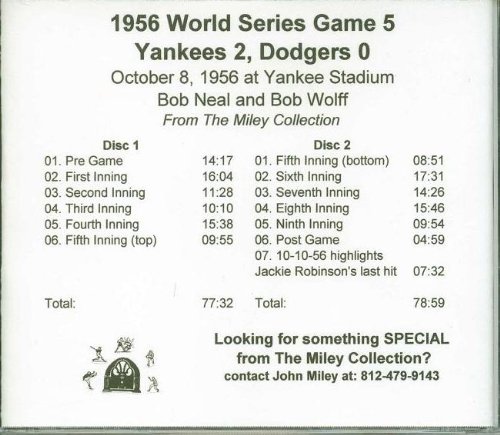 1956 World Series Game 5
Yankees 2, Dodgers 0
October 8, 1956 at Yankee Stadium
Bob Neal and Bob Wolff
From The Miley Collection
Disc 1
01. Pre Game 14:17
02. First Inning 16:04
03. Second Inning 11:28
04. Third Inning 10:10
05. Fourth Inning 15:38
06. Fifth Inning (top) 09:55
Total: 77:32
Disc 2
01. Fifth Inning (bottom) 08:51
02. Sixth Inning 17:31
03. Seventh Inning 14:26
04. Eighth Inning 15:46
05. Ninth Inning 09:54
06. Post Game 04:59
07. 10-10-56 highlights
Jackie Robinson's last hit 07:32
Total: 78:59
Looking for something SPECIAL
from The Miley Collection?
contact John Miley at: 812-479-9143